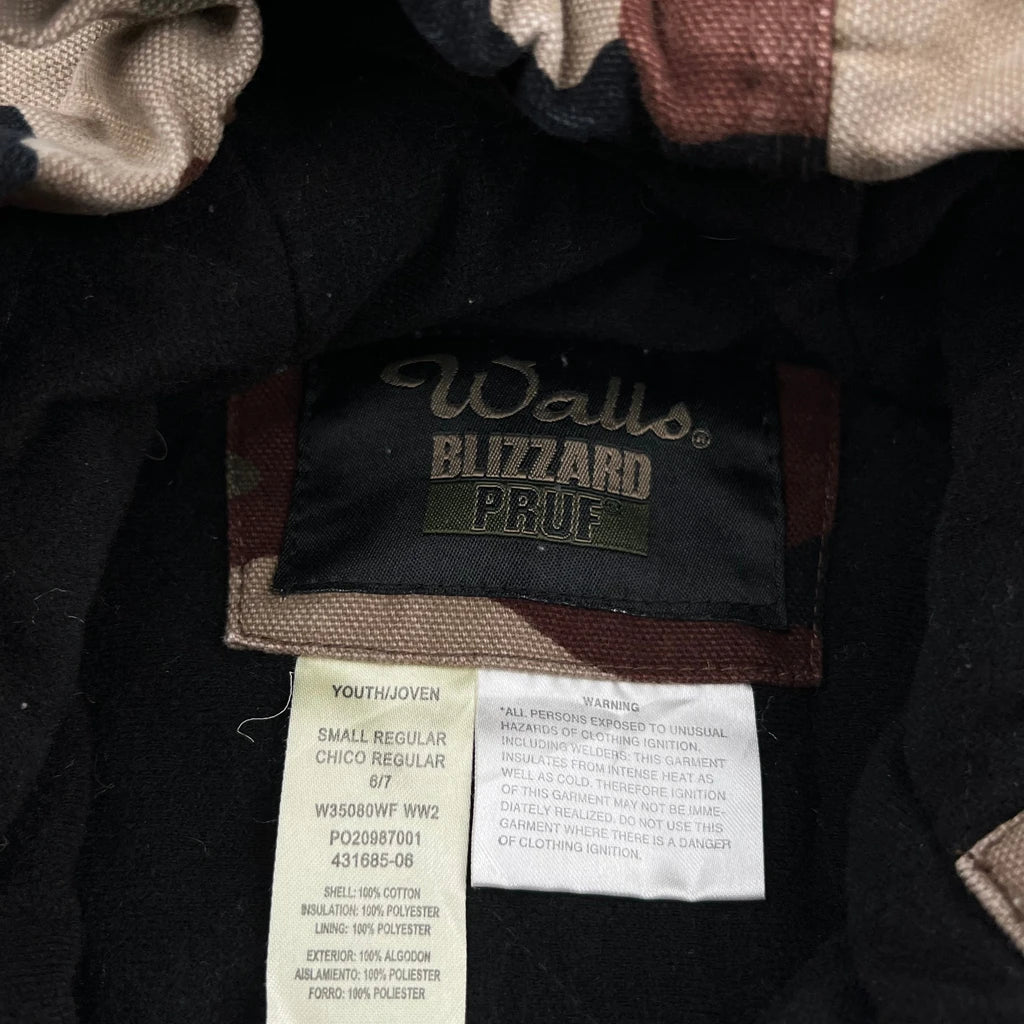 Walls®
BLIZZARD
PRUF®
YOUTH/JOVEN
SMALL REGULAR
CHICO REGULAR
6/7
W35080WF WW2
PO20987001
431685-06
SHELL: 100% COTTON
INSULATION: 100% POLYESTER
LINING: 100% POLYESTER
EXTERIOR: 100% ALGODON
AISLAMIENTO: 100% POLIESTER
FORRO: 100% POLIESTER
WARNING
*ALL PERSONS EXPOSED TO UNUSUAL
HAZARDS OF CLOTHING IGNITION.
INCLUDING WELDERS: THIS GARMENT
INSULATES FROM INTENSE HEAT AS
WELL AS COLD. THEREFORE IGNITION
OF THIS GARMENT MAY NOT BE IMME-
DIATELY REALIZED. DO NOT USE THIS
GARMENT WHERE THERE IS A DANGER
OF CLOTHING IGNITION.